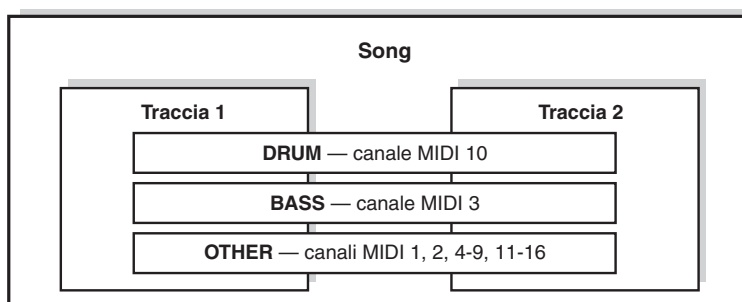 Song
Traccia 1
Traccia 2
DRUM — canale MIDI 10
BASS — canale MIDI 3
OTHER — canali MIDI 1, 2, 4-9, 11-16